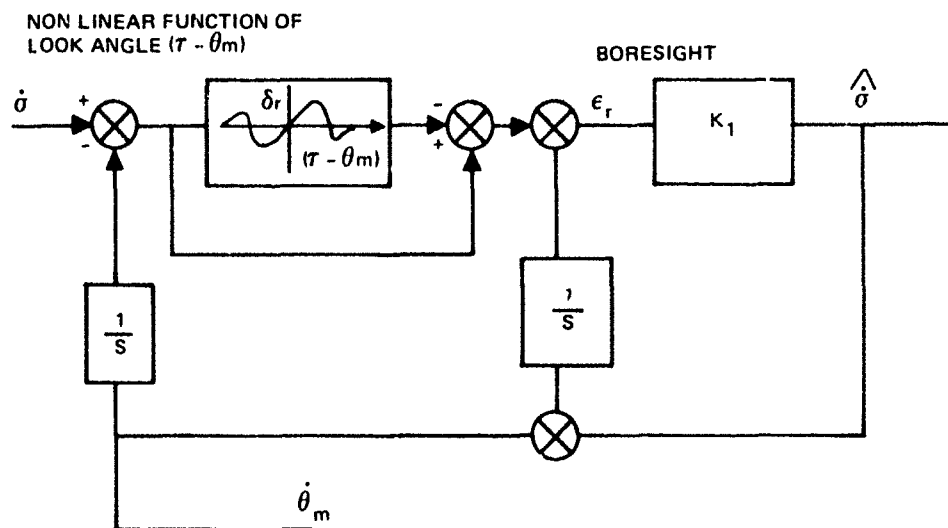 NON LINEAR FUNCTION OF
LOOK ANGLE (τ - θm)
BORESIGHT
σ̇
+
-
δr
(τ - θm)
-
+
εr
K1
σ̇^
1
S
1
S
θ̇m